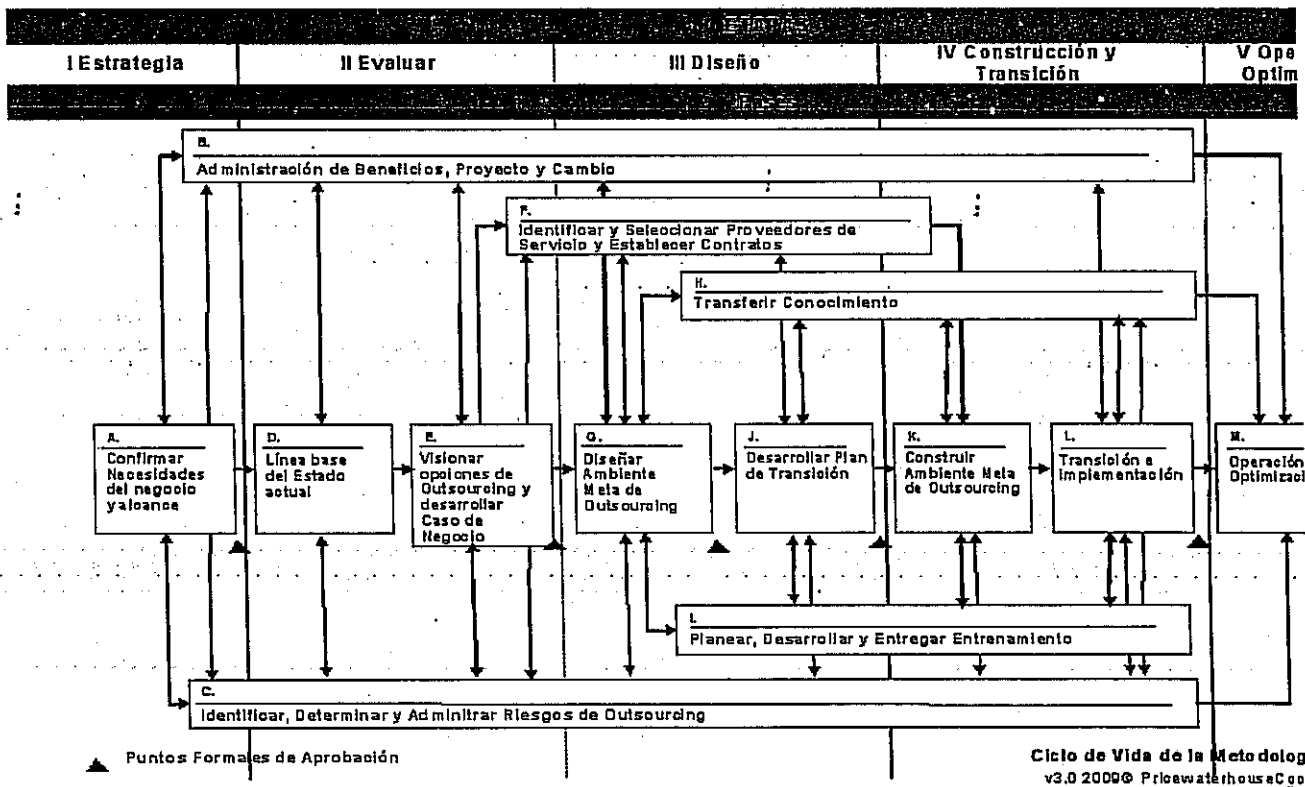 I Estrategia
II Evaluar
III Diseño
IV Construcción y
Transición
V Ope
Optim
Fases
B.
Administración de Beneficios, Proyecto y Cambio
F.
Identificar y Seleccionar Proveedores de
Servicio y Establecer Contratos
H.
Transferir Conocimiento
A.
Confirmar
Necesidades
del negocio
y alcance
D.
Línea base
del Estado
actual
E.
Visionar
opciones de
Outsourcing y
desarrollar
Caso de
Negocio
G.
Diseñar
Ambiente
Meta de
Outsourcing
J.
Desarrollar Plan
de Transición
K.
Construir
Ambiente Meta
de Outsourcing
L.
Transición e
Implementación
M.
Operación
Optimizaci
I.
Planear, Desarrollar y Entregar Entrenamiento
C.
Identificar, Determinar y Adminitrar Riesgos de Outsourcing
Puntos Formales de Aprobación
Ciclo de Vida de la Metodolog
v3.0 2009© PricewaterhouseCoo